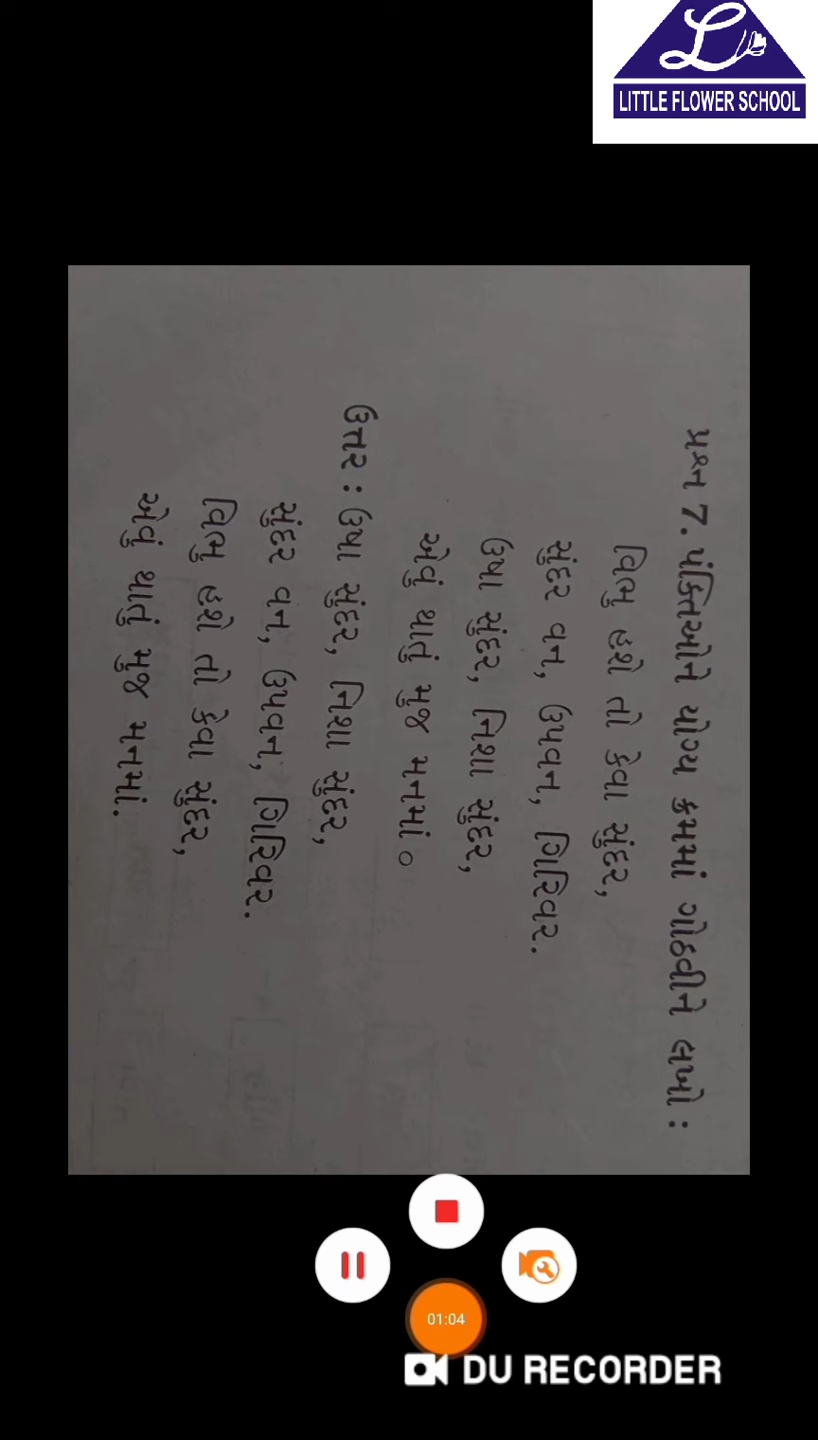 LITTLE FLOWER SCHOOL
પ્રશ્ન 7. પંક્તિઓને યોગ્ય ક્રમમાં ગોઠવીને લખો :
વિભુ હશે તો કેવા સુંદર,
સુંદર વન, ઉપવન, ગિરિવર.
ઉષા સુંદર, નિશા સુંદર,
એવું થાતું મુજ મનમાં.
ઉત્તર : ઉષા સુંદર, નિશા સુંદર,
સુંદર વન, ઉપવન, ગિરિવર.
વિભુ હશે તો કેવા સુંદર,
એવું થાતું મુજ મનમાં.
01:04
DU RECORDER